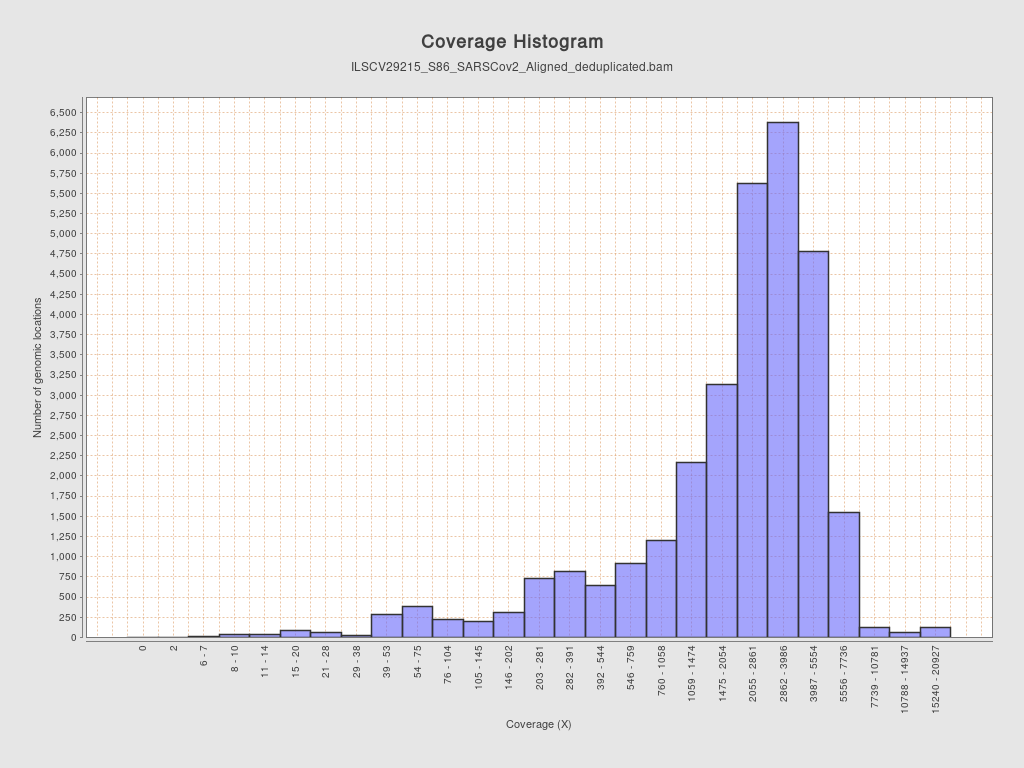 Coverage Histogram
ILSCV29215_S86_SARSCov2_Aligned_deduplicated.bam
Number of genomic locations
6,500
6,250
6,000
5,750
5,500
5,250
5,000
4,750
4,500
4,250
4,000
3,750
3,500
3,250
3,000
2,750
2,500
2,250
2,000
1,750
1,500
1,250
1,000
750
500
250
0
0
2
6 - 7
8 - 10
11 - 14
15 - 20
21 - 28
29 - 38
39 - 53
54 - 75
76 - 104
105 - 145
146 - 202
203 - 281
282 - 391
392 - 544
546 - 759
760 - 1058
1059 - 1474
1475 - 2054
2055 - 2861
2862 - 3986
3987 - 5554
5556 - 7736
7739 - 10781
10788 - 14937
15240 - 20927
Coverage (X)